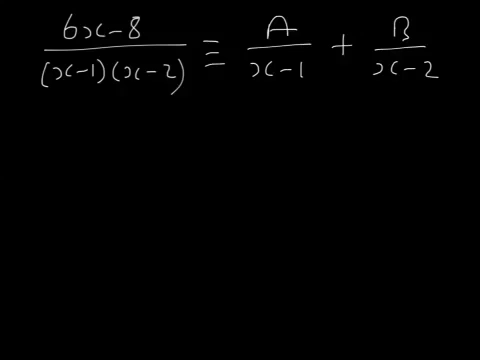 6x-8 / (x-1)(x-2) ≡ A / x-1 + B / x-2